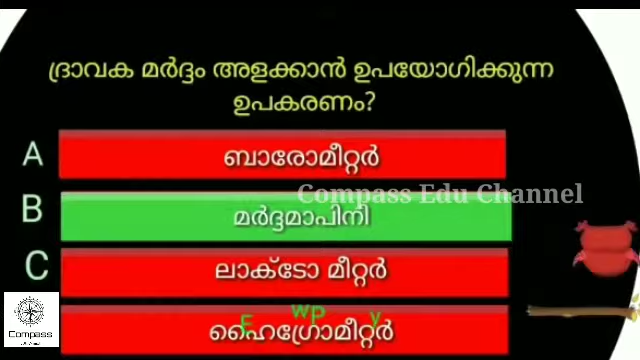 ദ്രാവക മർദ്ദം അളക്കാൻ ഉപയോഗിക്കുന്ന
ഉപകരണം?
A ബാരോമീറ്റർ
Compass Edu Channel
B മർദ്ദമാപിനി
C ലാക്ടോ മീറ്റർ
ഹൈഗ്രോമീറ്റർ
Compass